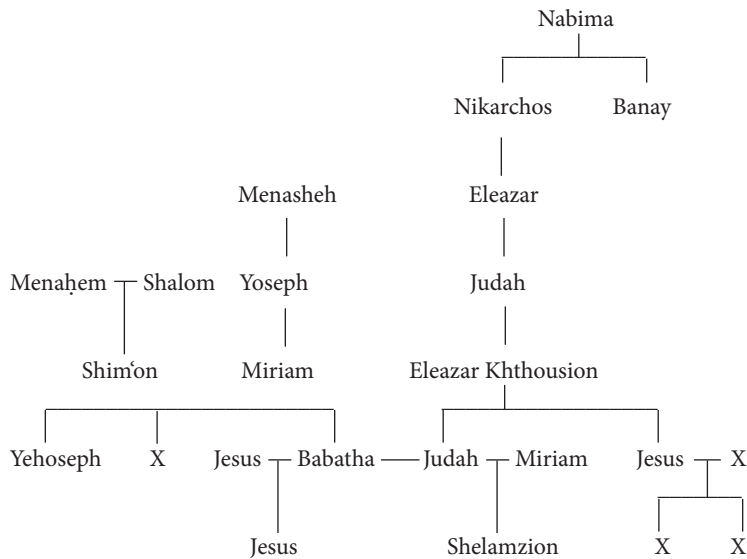 Nabima
Nikarchos Banay
Menasheh Eleazar
Menaḥem Shalom Yoseph Judah
Shim‘on Miriam Eleazar Khthousion
Yehoseph X Jesus Babatha Judah Miriam Jesus X
Jesus Shelamzion X X